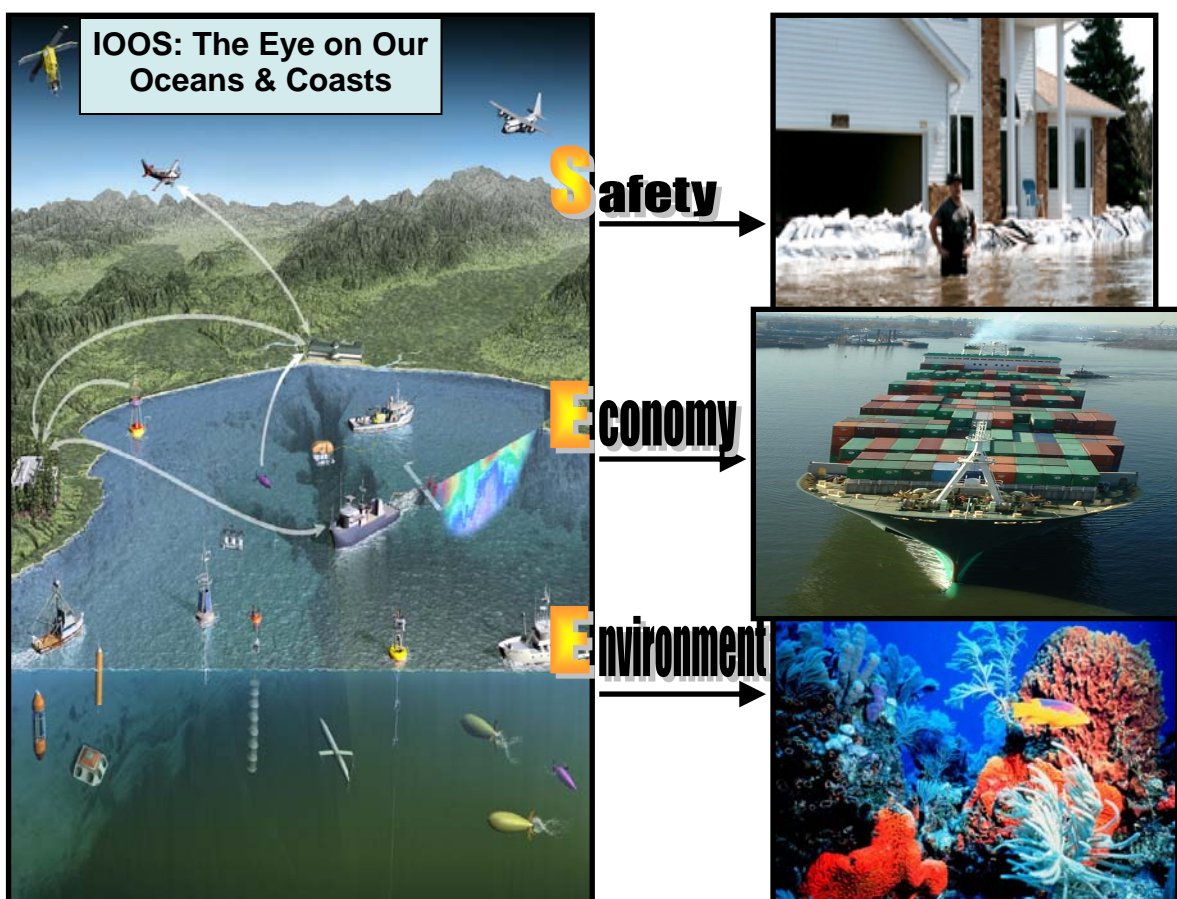 IOOS: The Eye on Our
Oceans & Coasts
Safety
Economy
Environment